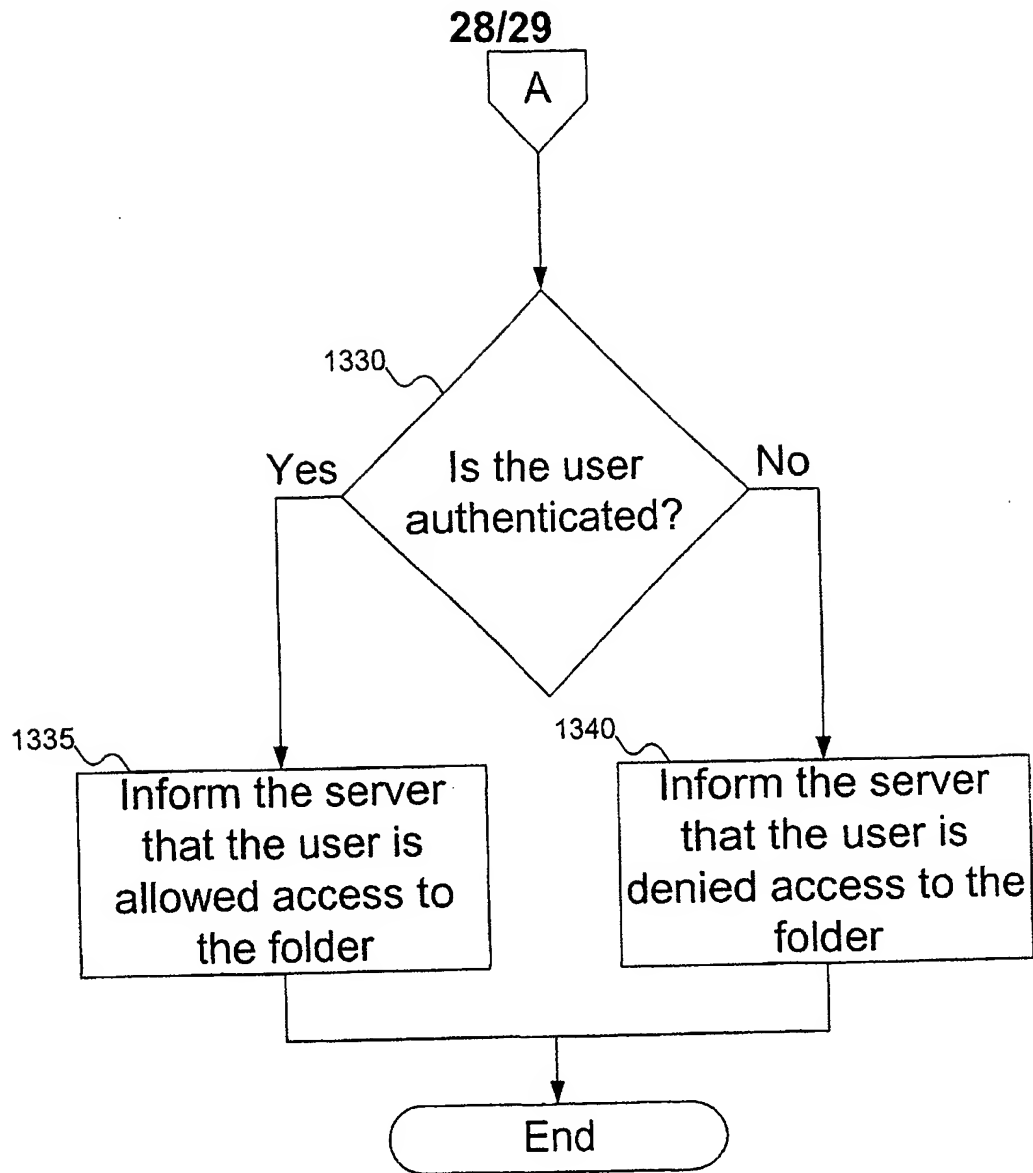 28/29
A
1330
Yes
Is the user
authenticated?
No
1335
Inform the server
that the user is
allowed access to
the folder
1340
Inform the server
that the user is
denied access to the
folder
End